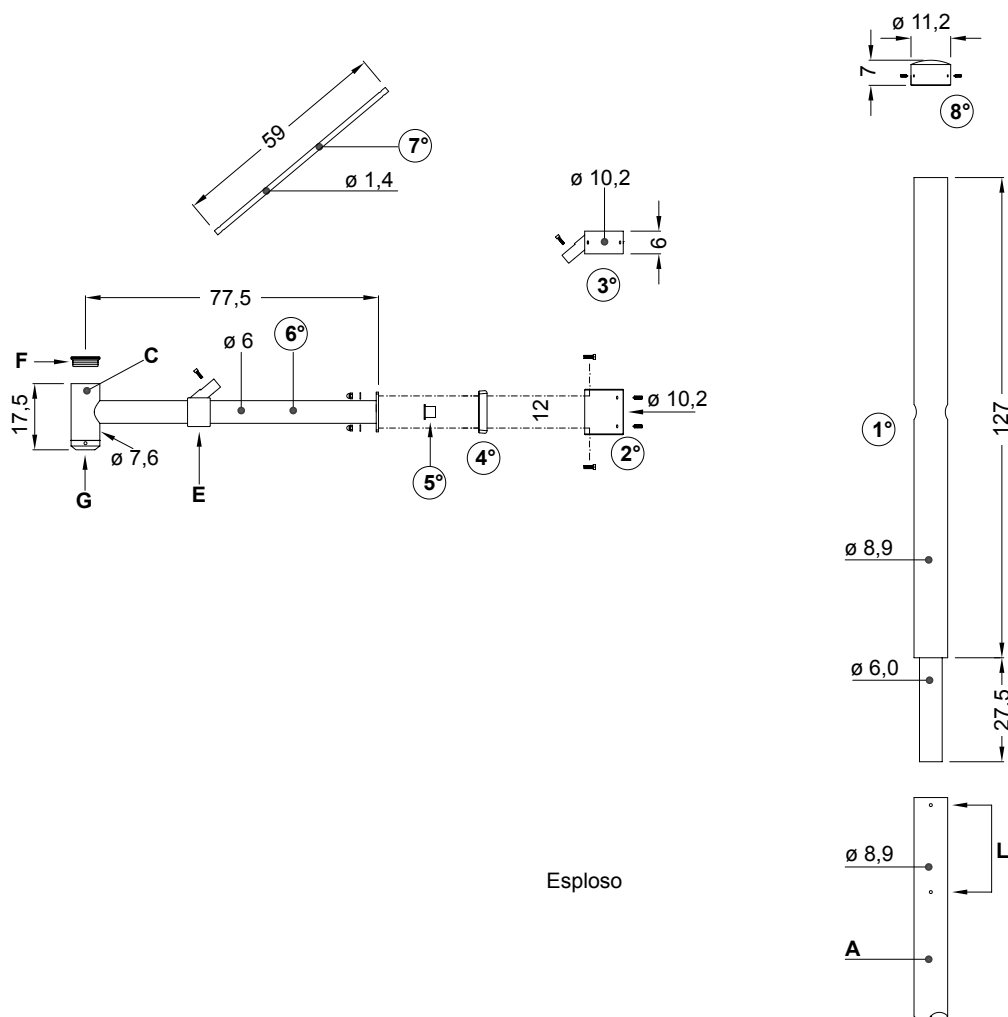 ø 11,2
7
8°
59
7°
ø 1,4
ø 10,2
6
3°
77,5
F
C
ø 6
6°
17,5
12
ø 10,2
1°
127
ø 7,6
4°
2°
G
E
5°
ø 8,9
ø 6,0
27,5
ø 8,9
L
Esploso
A